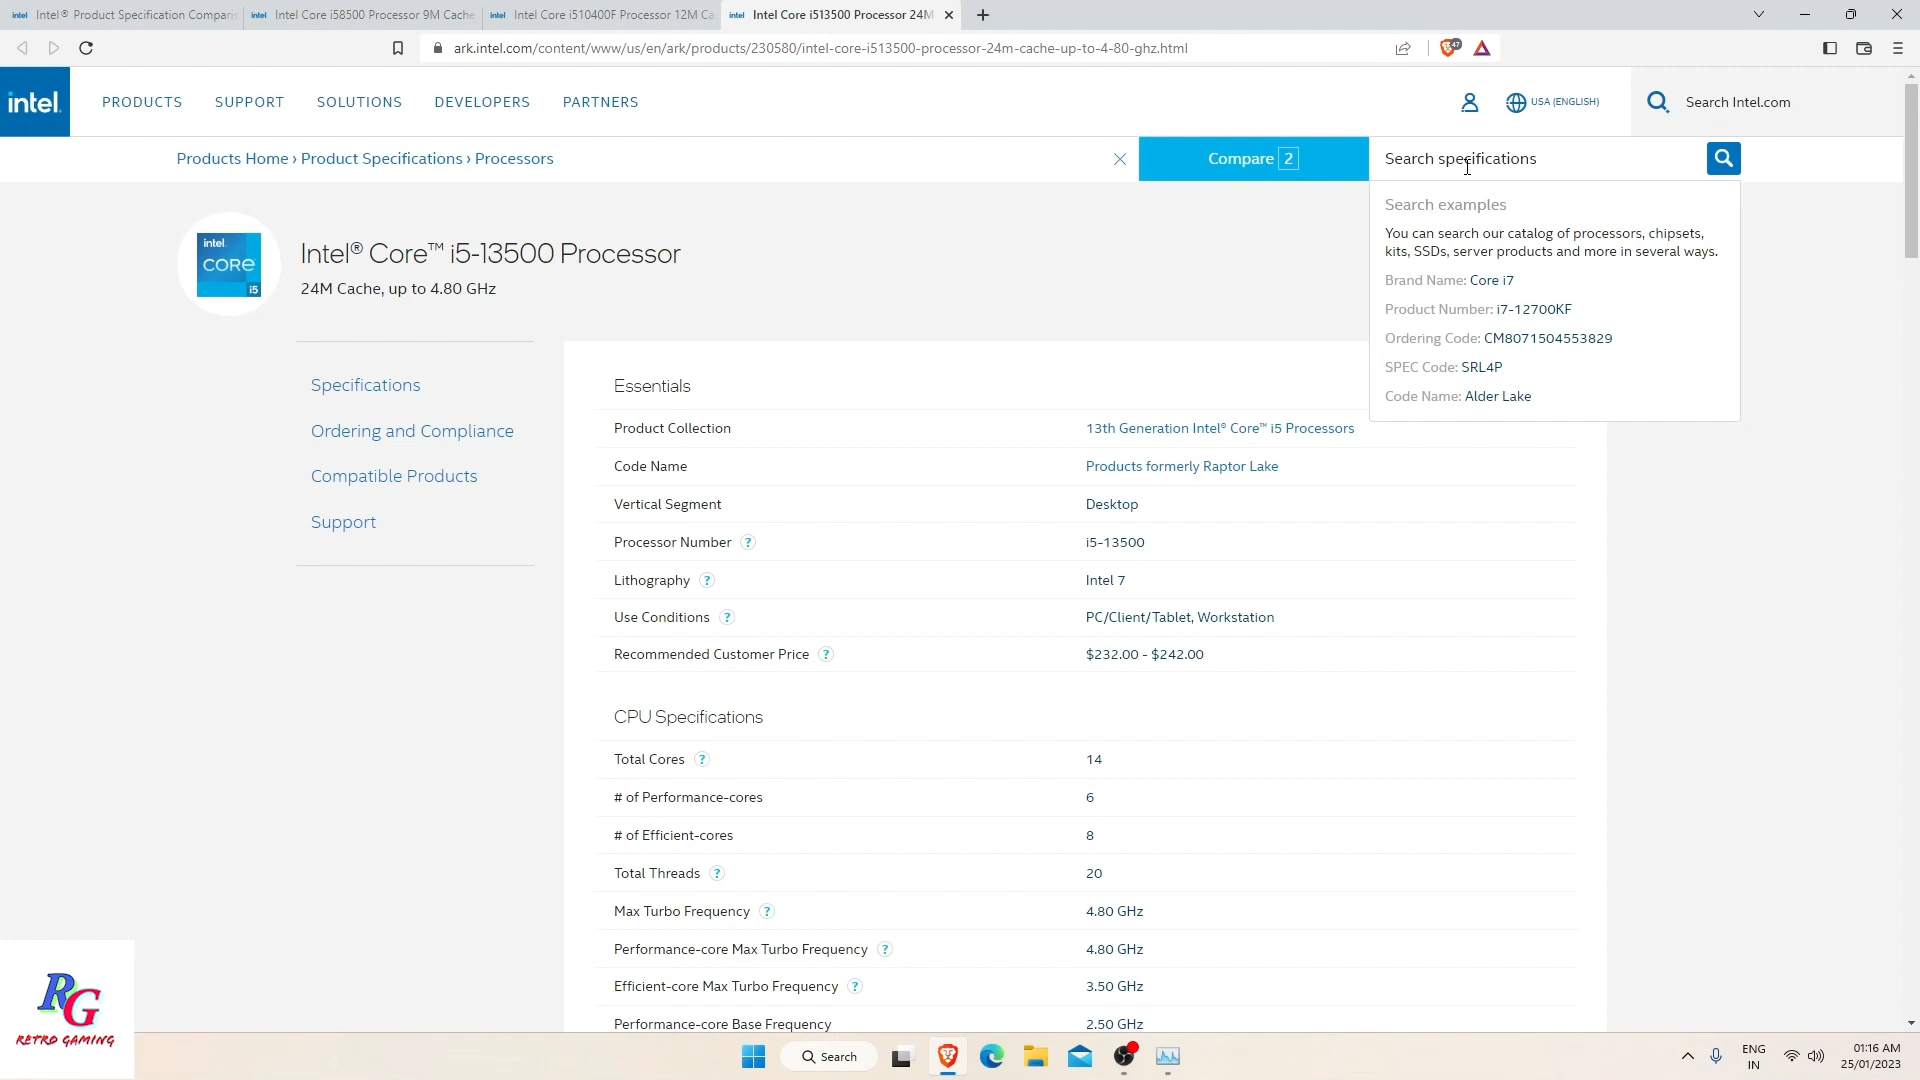 intel Intel® Product Specification Comparis
intel Intel Core i58500 Processor 9M Cache
intel Intel Core i510400F Processor 12M Ca
intel Intel Core i513500 Processor 24M
ark.intel.com/content/www/us/en/ark/products/230580/intel-core-i513500-processor-24m-cache-up-to-4-80-ghz.html
47
intel.
PRODUCTS SUPPORT SOLUTIONS DEVELOPERS PARTNERS
USA (ENGLISH)
Search Intel.com
Products Home › Product Specifications › Processors
Compare 2
Search specifications
Search examples
You can search our catalog of processors, chipsets,
kits, SSDs, server products and more in several ways.
Brand Name: Core i7
Product Number: i7-12700KF
Ordering Code: CM8071504553829
SPEC Code: SRL4P
Code Name: Alder Lake
intel.
CORE
i5
Intel® Core™ i5-13500 Processor
24M Cache, up to 4.80 GHz
Specifications
Ordering and Compliance
Compatible Products
Support
Essentials
Product Collection 13th Generation Intel® Core™ i5 Processors
Code Name Products formerly Raptor Lake
Vertical Segment Desktop
Processor Number ? i5-13500
Lithography ? Intel 7
Use Conditions ? PC/Client/Tablet, Workstation
Recommended Customer Price ? $232.00 - $242.00
CPU Specifications
Total Cores ? 14
# of Performance-cores 6
# of Efficient-cores 8
Total Threads ? 20
Max Turbo Frequency ? 4.80 GHz
Performance-core Max Turbo Frequency ? 4.80 GHz
Efficient-core Max Turbo Frequency ? 3.50 GHz
Performance-core Base Frequency 2.50 GHz
RG
RETRO GAMING
Search
ENG
IN
01:16 AM
25/01/2023